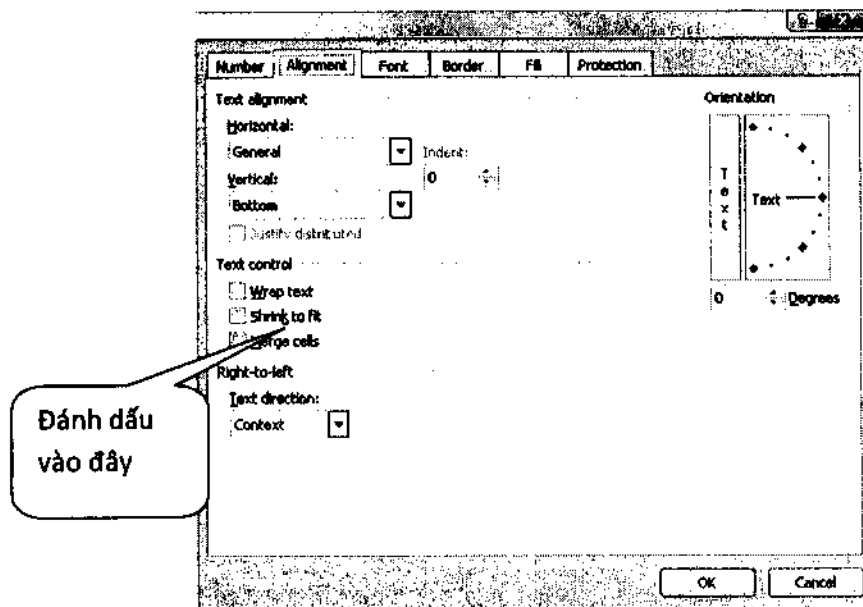 Number Alignment Font Border Fill Protection
Text alignment
Horizontal:
General
Indent:
Vertical:
0
Bottom
Justify distributed
Text control
Wrap text
Shrink to fit
Merge cells
Right-to-left
Text direction:
Context
Orientation
Text
Text
0 Degrees
Đánh dấu
vào đây
OK Cancel